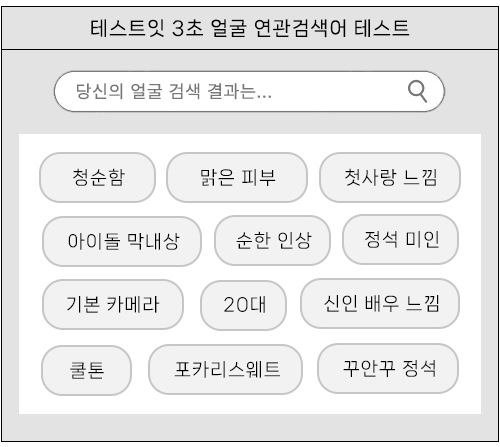 테스트잇 3초 얼굴 연관검색어 테스트
당신의 얼굴 검색 결과는...
청순함 맑은 피부 첫사랑 느낌
아이돌 막내상 순한 인상 정석 미인
기본 카메라 20대 신인 배우 느낌
쿨톤 포카리스웨트 꾸안꾸 정석